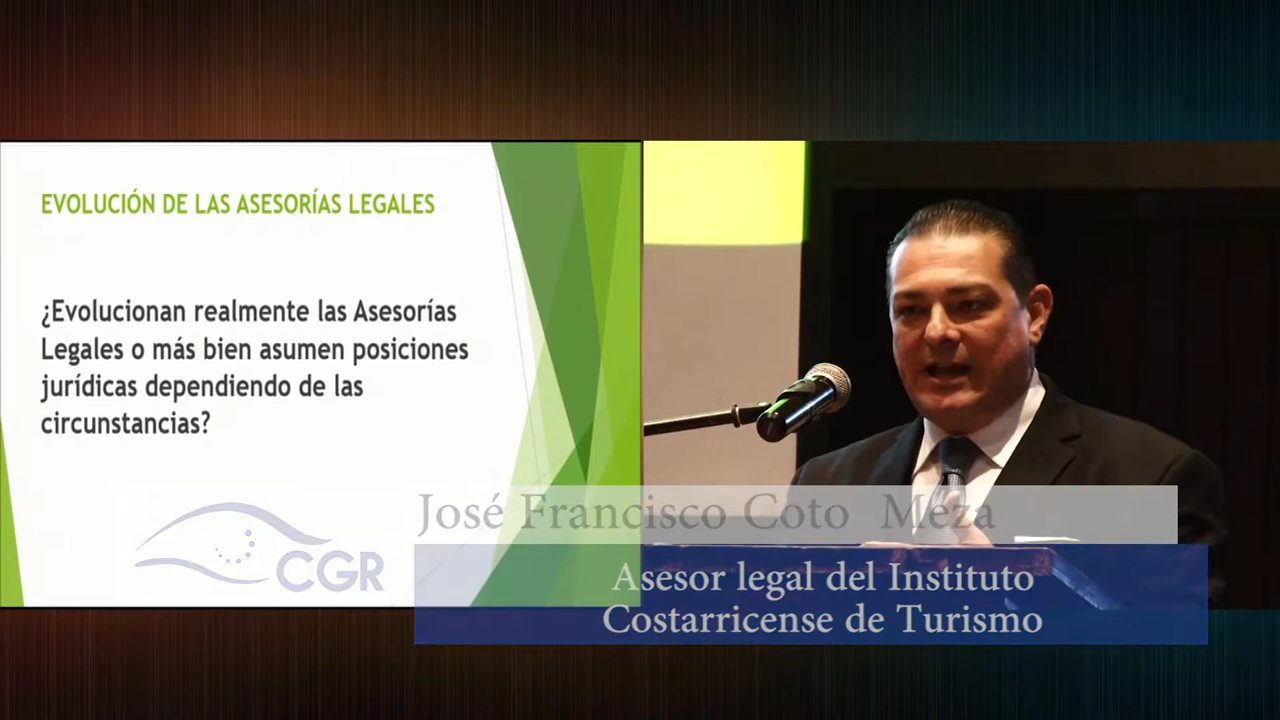 EVOLUCIÓN DE LAS ASESORÍAS LEGALES
¿Evolucionan realmente las Asesorías
Legales o más bien asumen posiciones
jurídicas dependiendo de las
circunstancias?
CGR
José Francisco Coto  Méza
Asesor legal del Instituto
Costarricense de Turismo